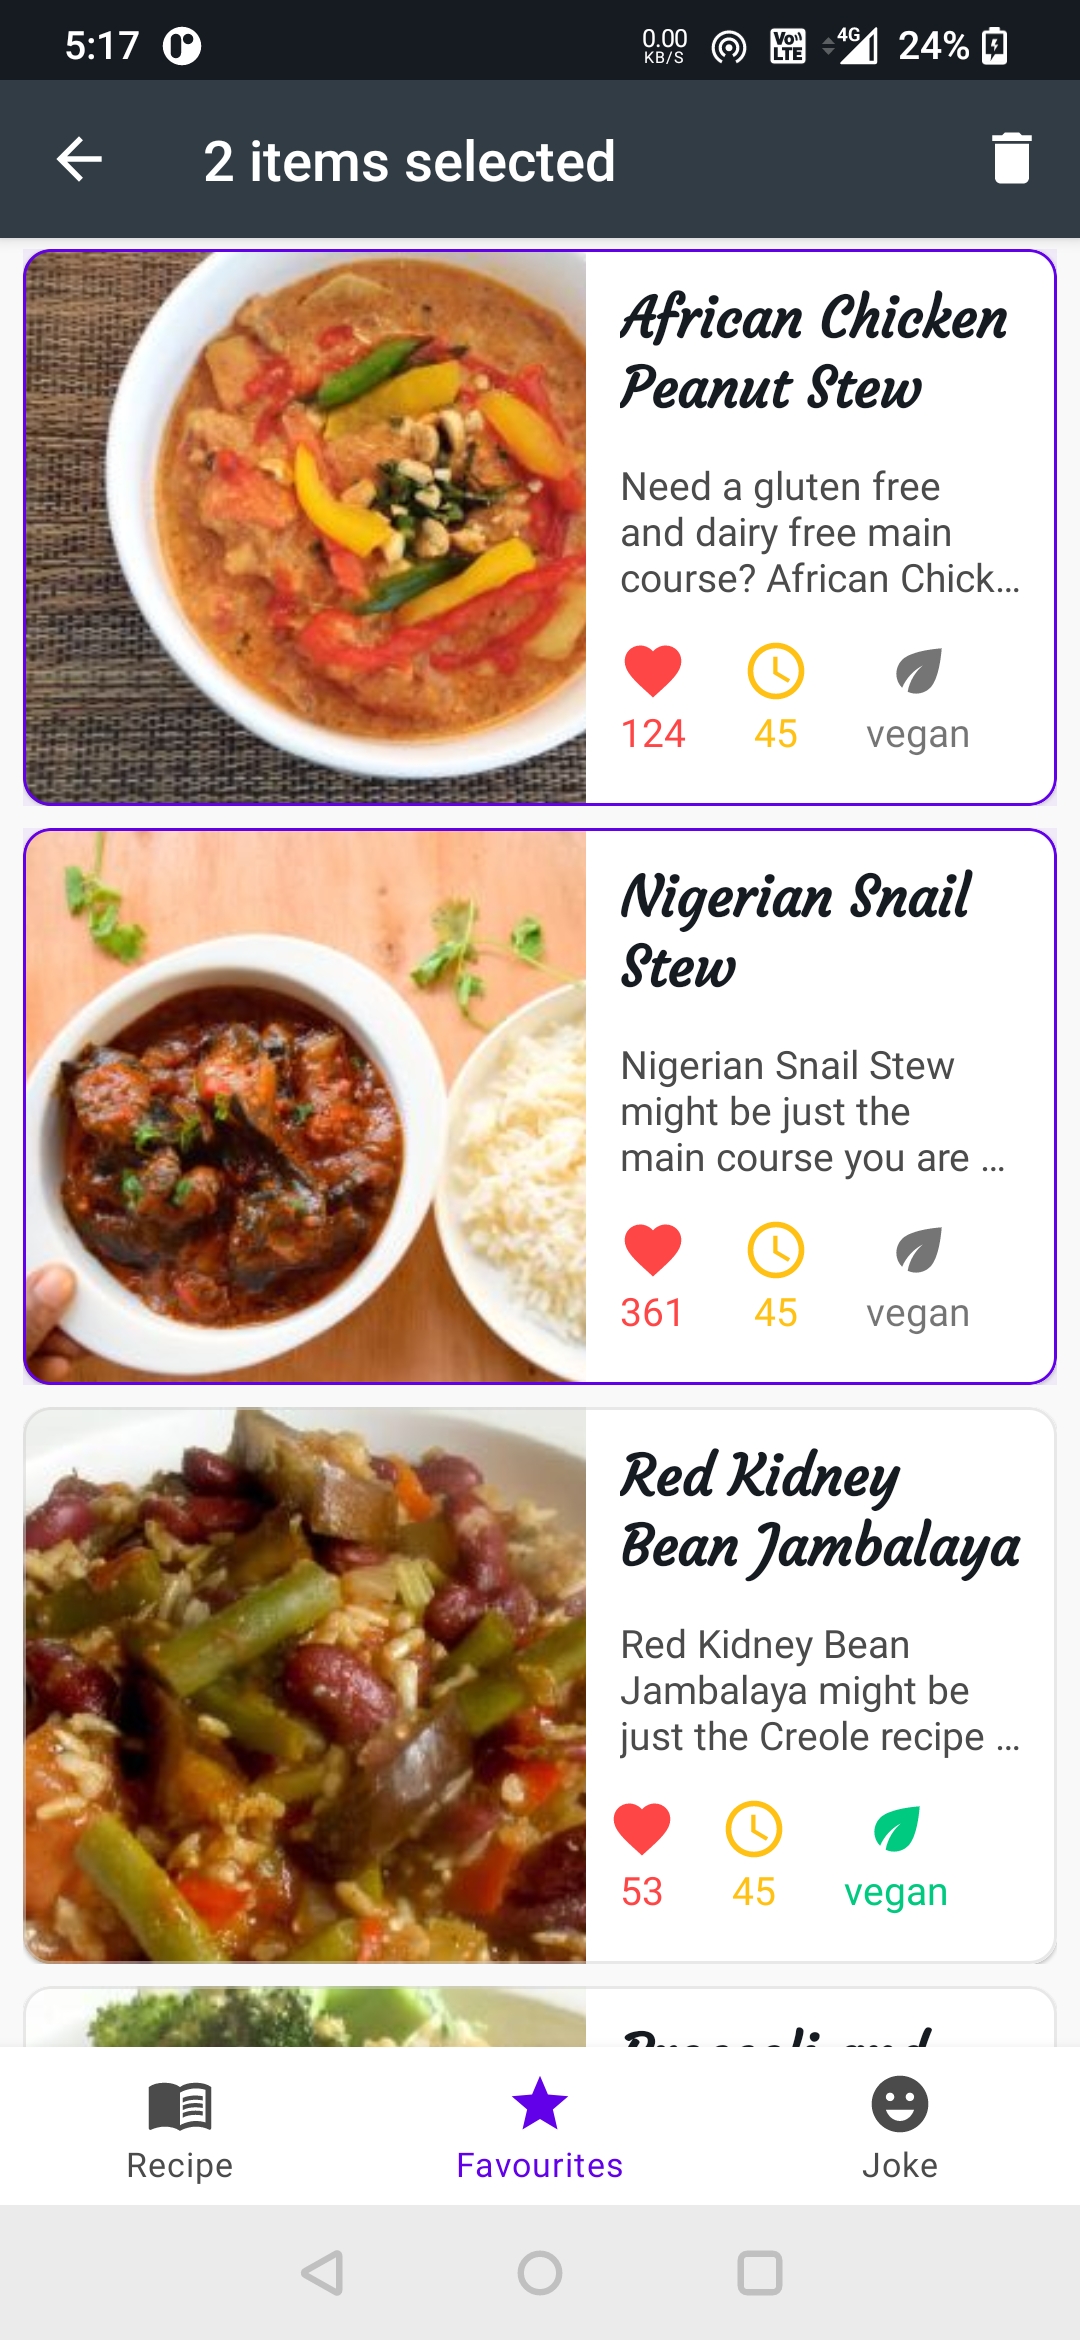 5:17
0.00
KB/S
Vo))
LTE
4G
24%
2 items selected
African Chicken
Peanut Stew
Need a gluten free
and dairy free main
course? African Chick...
124
45
vegan
Nigerian Snail
Stew
Nigerian Snail Stew
might be just the
main course you are ...
361
45
vegan
Red Kidney
Bean Jambalaya
Red Kidney Bean
Jambalaya might be
just the Creole recipe ...
53
45
vegan
Broccoli and
Recipe
Favourites
Joke